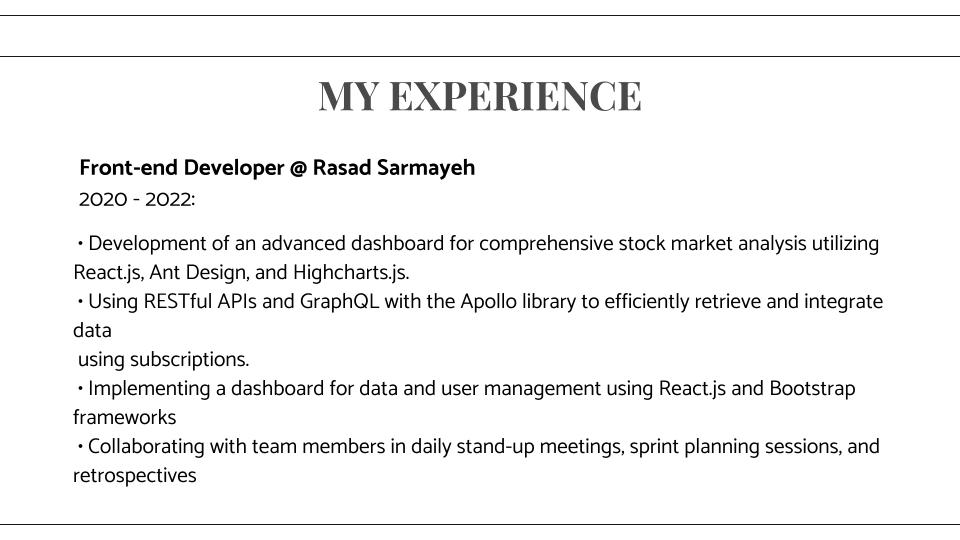 MY EXPERIENCE
Front-end Developer @ Rasad Sarmayeh
2020 - 2022:
• Development of an advanced dashboard for comprehensive stock market analysis utilizing
React.js, Ant Design, and Highcharts.js.
• Using RESTful APIs and GraphQL with the Apollo library to efficiently retrieve and integrate
data
using subscriptions.
• Implementing a dashboard for data and user management using React.js and Bootstrap
frameworks
• Collaborating with team members in daily stand-up meetings, sprint planning sessions, and
retrospectives